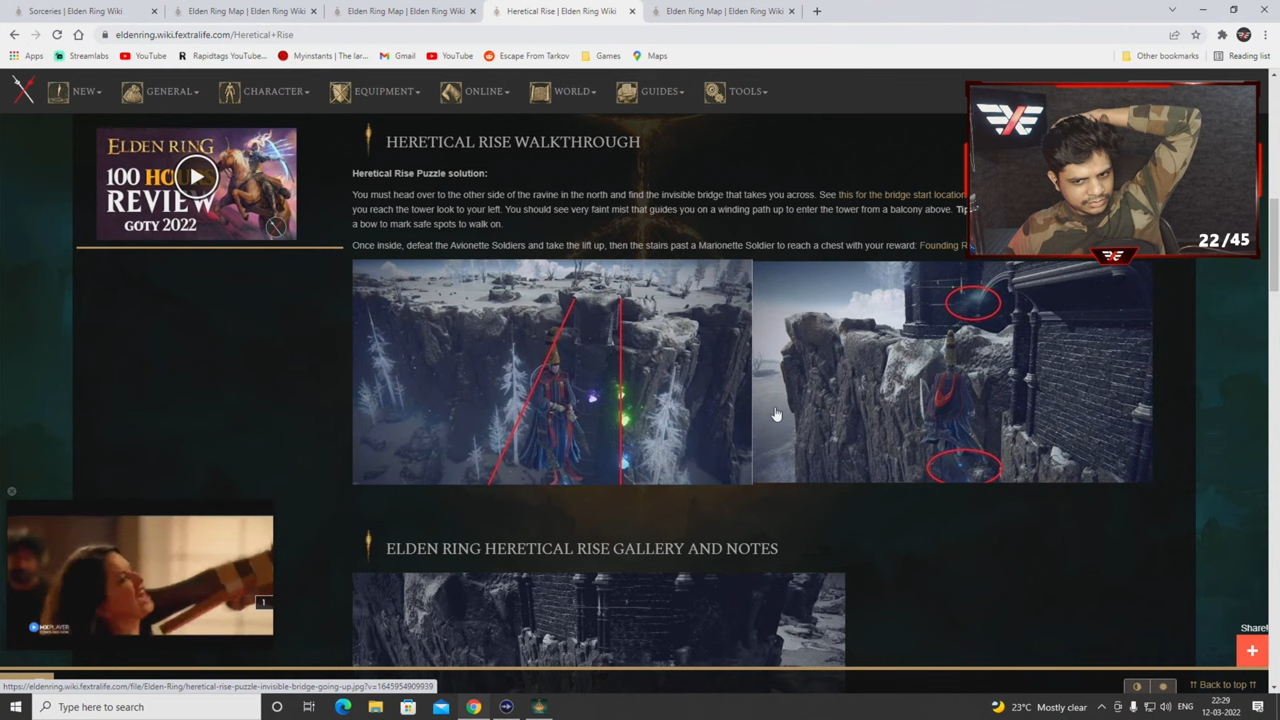 Sorceries | Elden Ring Wiki
Elden Ring Map | Elden Ring Wiki
Elden Ring Map | Elden Ring Wiki
Heretical Rise | Elden Ring Wiki
Elden Ring Map | Elden Ring Wiki
eldenring.wiki.fextralife.com/Heretical+Rise
Apps
Streamlabs
YouTube
R Rapidtags YouTube...
Myinstants | The lar...
Gmail
YouTube
Escape From Tarkov
Games
Maps
Other bookmarks
Reading list
NEW
GENERAL
CHARACTER
EQUIPMENT
ONLINE
WORLD
GUIDES
TOOLS
ELDEN RING
100 HO
REVIEW
GOTY 2022
HERETICAL RISE WALKTHROUGH
Heretical Rise Puzzle solution:
You must head over to the other side of the ravine in the north and find the invisible bridge that takes you across. See this for the bridge start location
you reach the tower look to your left. You should see very faint mist that guides you on a winding path up to enter the tower from a balcony above.
a bow to mark safe spots to walk on.
Once inside, defeat the Avionette Soldiers and take the lift up, then the stairs past a Marionette Soldier to reach a chest with your reward: Founding R
22/45
ELDEN RING HERETICAL RISE GALLERY AND NOTES
1
MXPLAYER
Share!
+
Back to top
https://eldenring.wiki.fextralife.com/file/Elden-Ring/heretical-rise-puzzle-invisible-bridge-going-up.jpg?v=1645954909939
Type here to search
23°C Mostly clear
ENG
22:29
12-03-2022